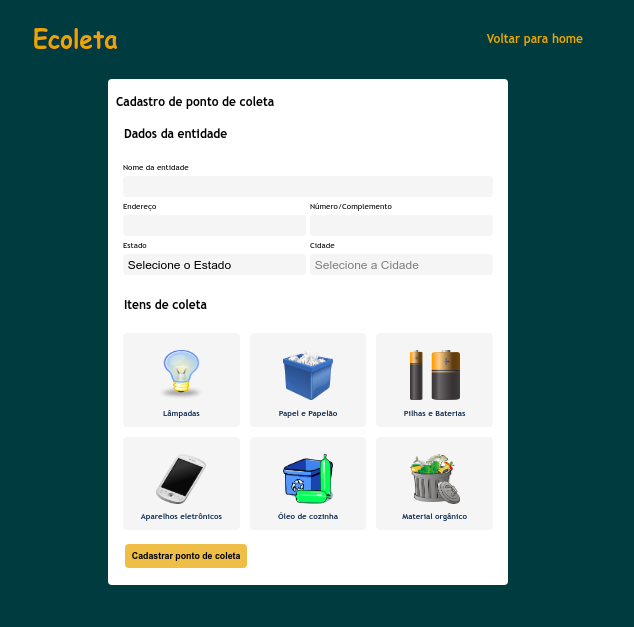 Ecoleta
Voltar para home
Cadastro de ponto de coleta
Dados da entidade
Nome da entidade
Endereço
Número/Complemento
Estado
Cidade
Selecione o Estado
Selecione a Cidade
Itens de coleta
Lâmpadas
Papel e Papelão
Pilhas e Baterias
Aparelhos eletrônicos
Óleo de cozinha
Material orgânico
Cadastrar ponto de coleta